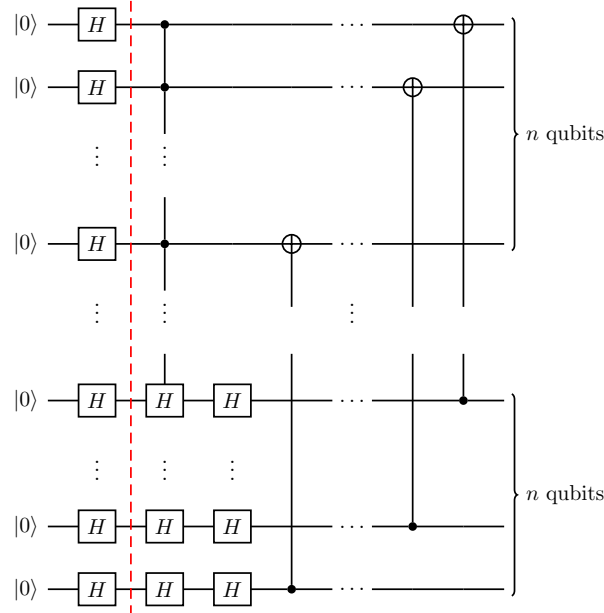 |0⟩ H
|0⟩ H ⋯
⋮ ⋮ n qubits
|0⟩ H ⋯
⋮ ⋮ ⋮
|0⟩ H H H ⋯
⋮ ⋮ ⋮ n qubits
|0⟩ H H H ⋯
|0⟩ H H H ⋯